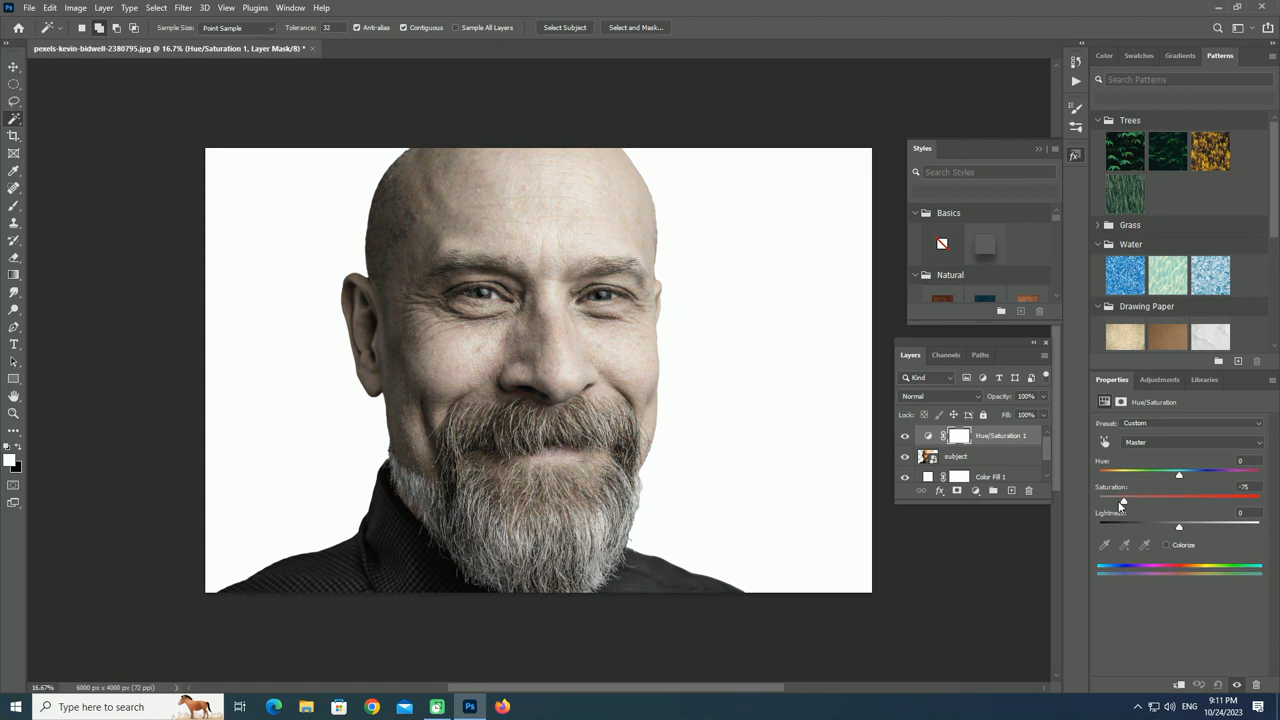 Ps File Edit Image Layer Type Select Filter 3D View Plugins Window Help
Sample Size: Point Sample Tolerance: 32 Anti-alias Contiguous Sample All Layers Select Subject Select and Mask...
pexels-kevin-bidwell-2380795.jpg @ 16.7% (Hue/Saturation 1, Layer Mask/8) *
Color Swatches Gradients Patterns
Search Patterns
Trees
Grass
Water
Drawing Paper
Styles
Search Styles
Basics
Natural
Layers Channels Paths
Kind
Normal Opacity: 100%
Lock: Fill: 100%
Hue/Saturation 1
subject
Color Fill 1
fx
Properties Adjustments Libraries
Hue/Saturation
Preset: Custom
Master
Hue: 0
Saturation: -75
Lightness: 0
Colorize
16.67% 6000 px x 4000 px (72 ppi)
Type here to search
Ps
ENG
9:11 PM
10/24/2023